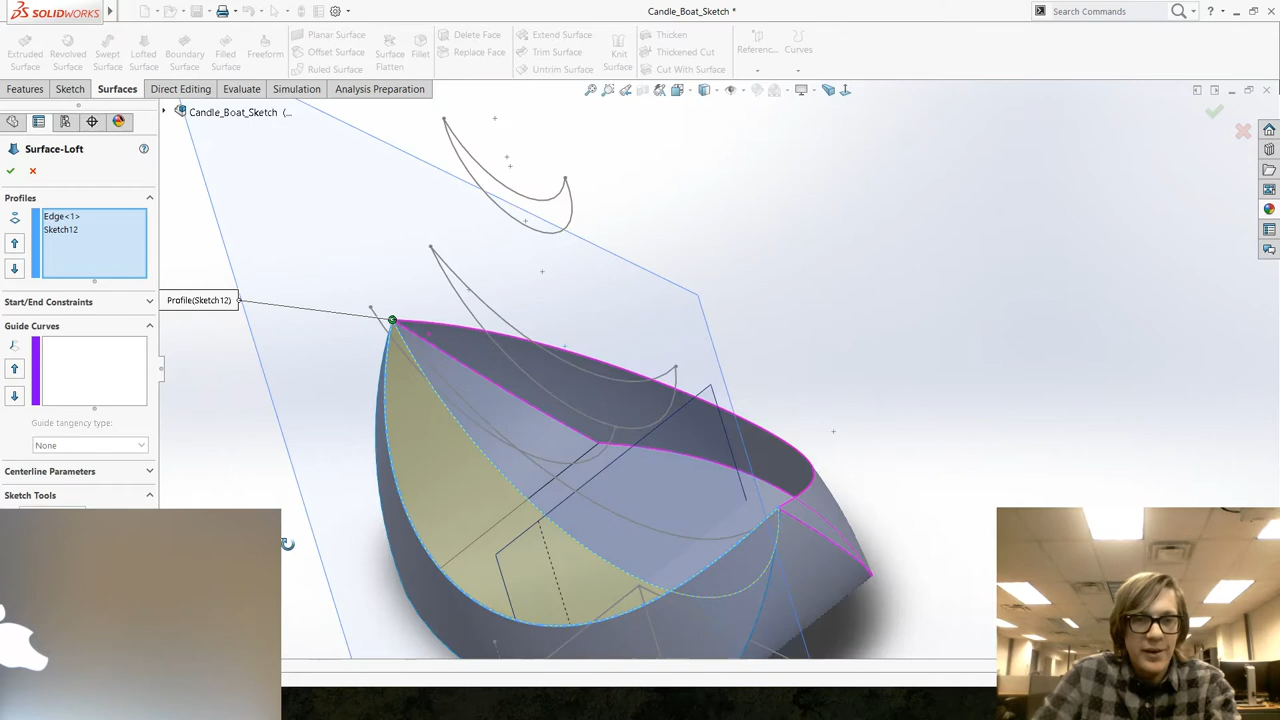 SOLIDWORKS
Candle_Boat_Sketch *
Search Commands
Extruded Surface
Revolved Surface
Swept Surface
Lofted Surface
Boundary Surface
Filled Surface
Freeform
Planar Surface
Offset Surface
Ruled Surface
Surface Flatten
Fillet
Delete Face
Replace Face
Extend Surface
Trim Surface
Untrim Surface
Knit Surface
Thicken
Thickened Cut
Cut With Surface
Referenc...
Curves
Features
Sketch
Surfaces
Direct Editing
Evaluate
Simulation
Analysis Preparation
Candle_Boat_Sketch (...
Surface-Loft
Profiles
Edge<1>
Sketch12
Start/End Constraints
Profile(Sketch12)
Guide Curves
Guide tangency type:
None
Centerline Parameters
Sketch Tools